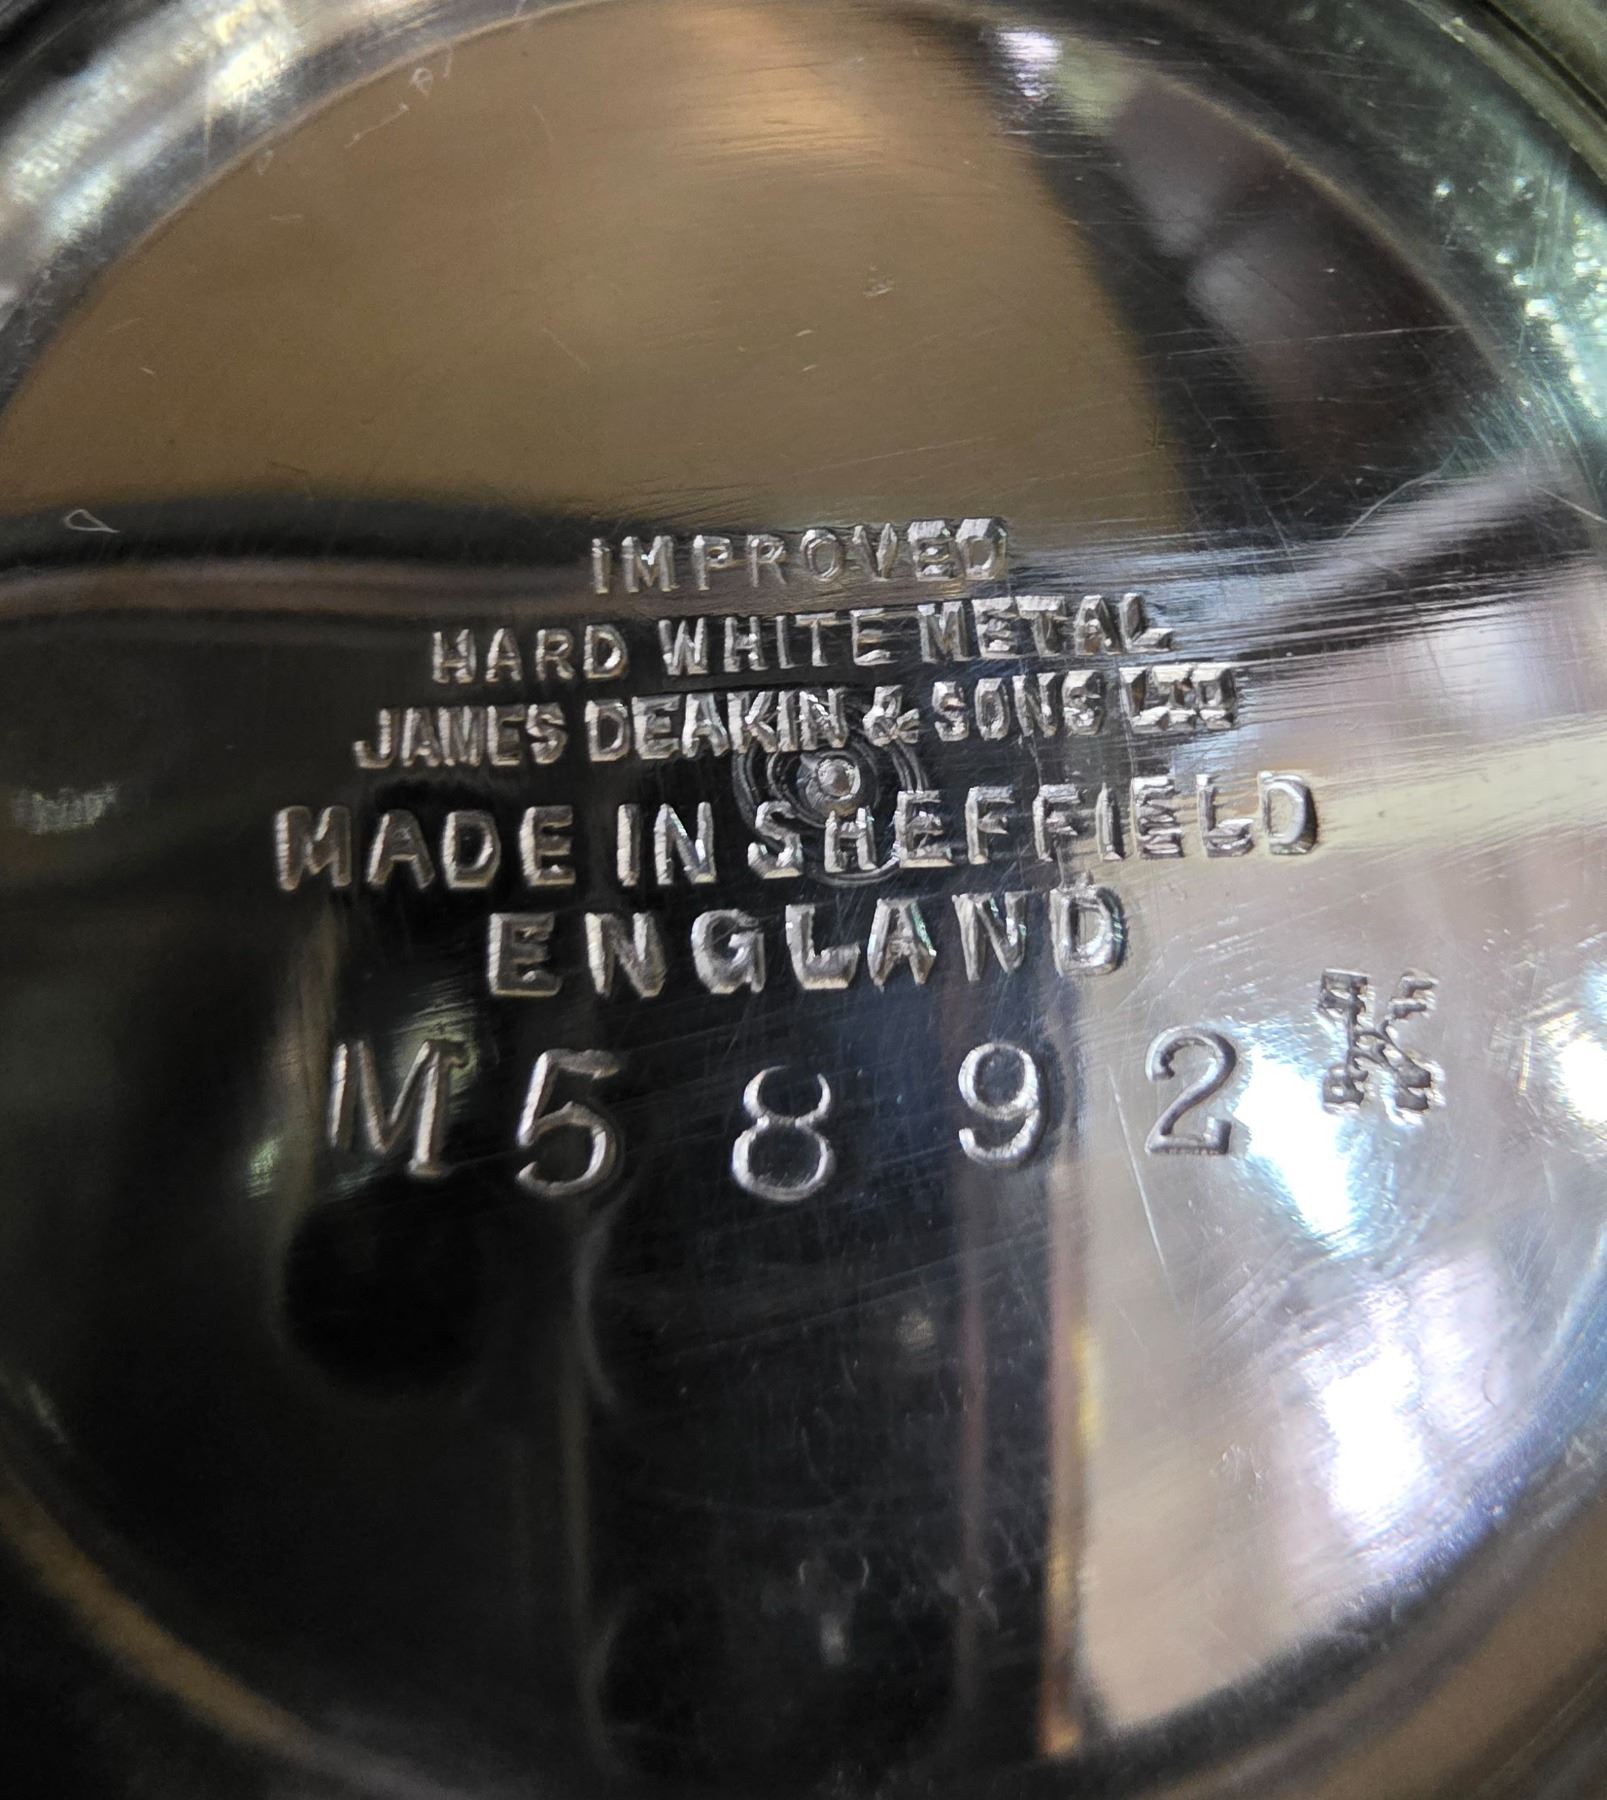 IMPROVED
HARD WHITE METAL
JAMES DEAKIN & SONS LTD
MADE IN SHEFFIELD
ENGLAND
M5892 K